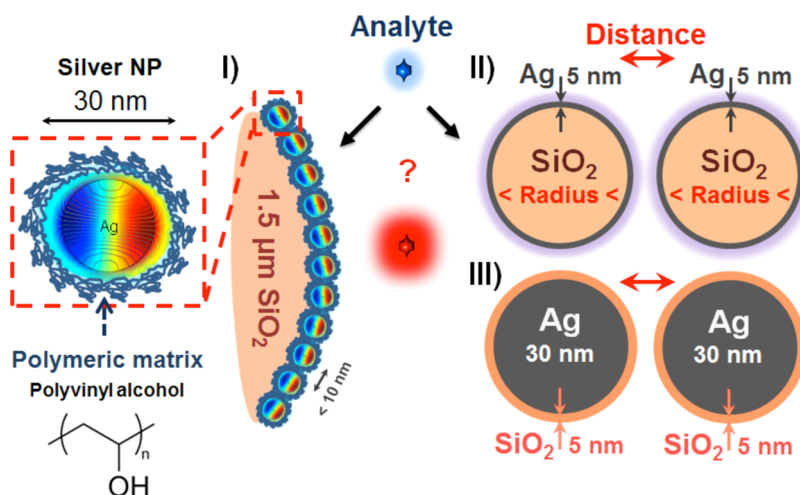 Silver NP
30 nm
Ag
Polymeric matrix
Polyvinyl alcohol
n
OH
I)
1.5 µm SiO₂
< 10 nm
Analyte
?
II)
Distance
Ag 5 nm
SiO₂
< Radius <
Ag 5 nm
SiO₂
< Radius <
III)
Ag
30 nm
SiO₂ 5 nm
Ag
30 nm
SiO₂ 5 nm